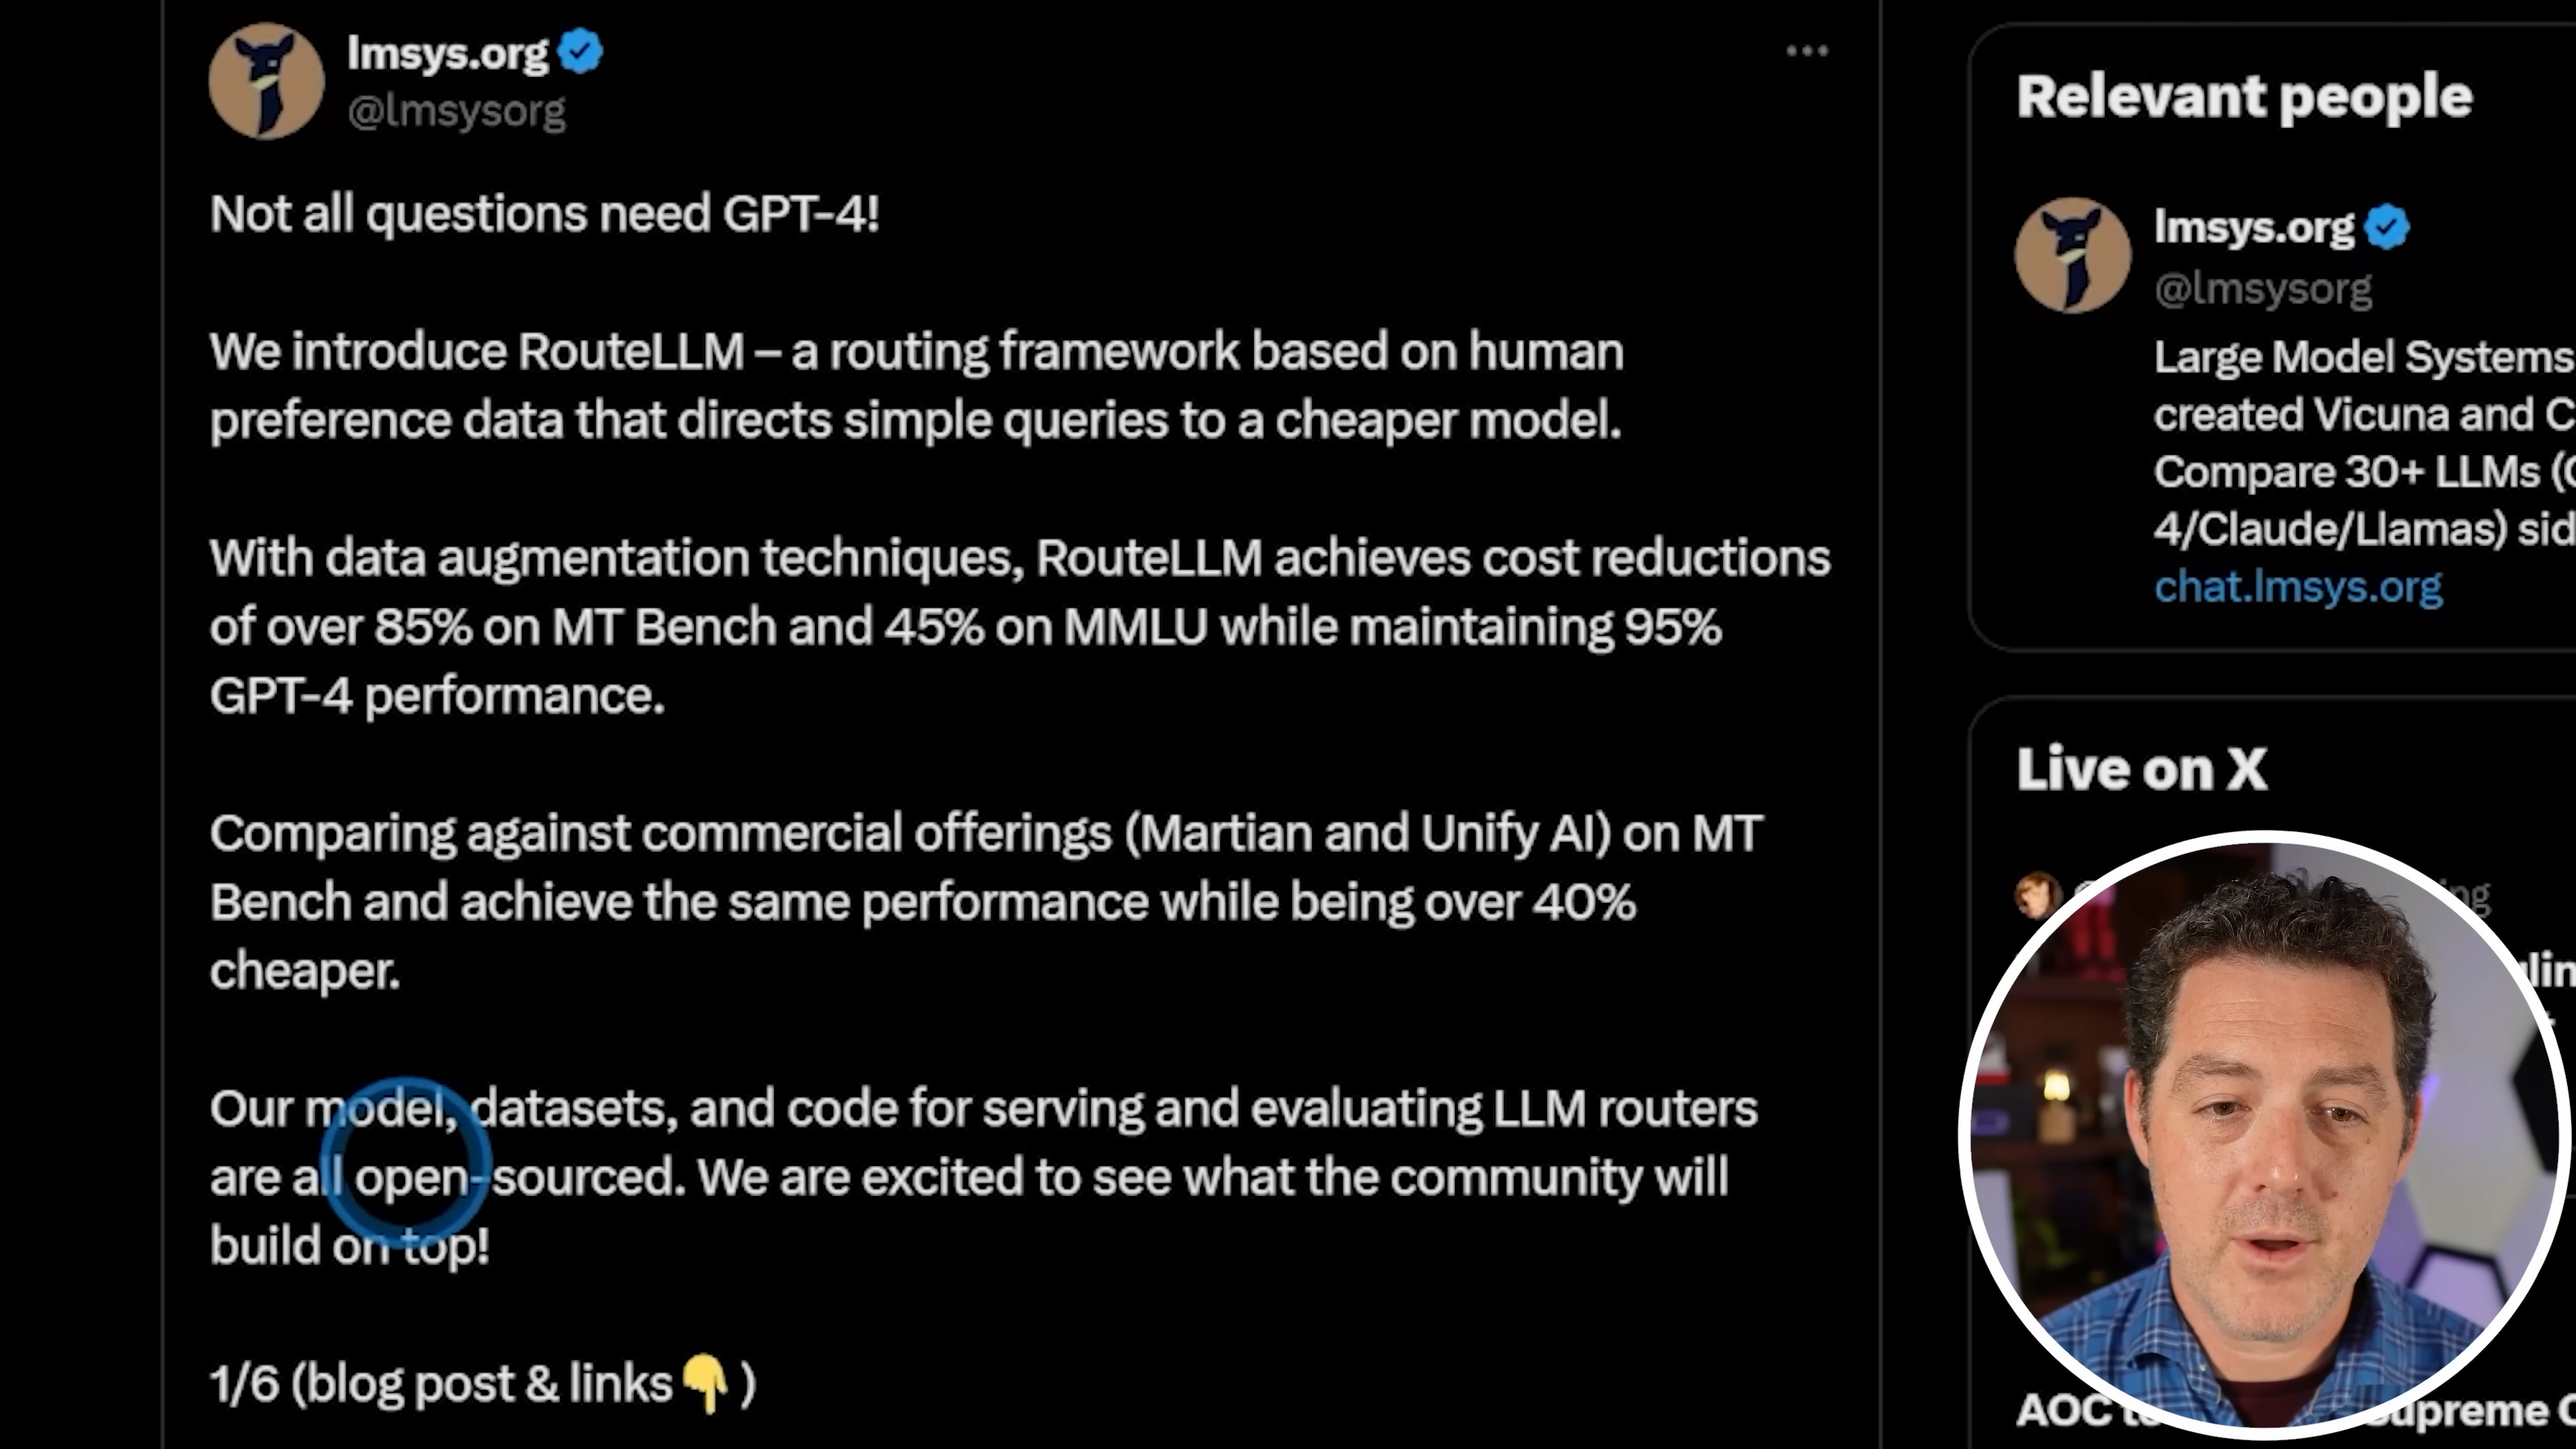 lmsys.org
@lmsysorg
Not all questions need GPT-4!
We introduce RouteLLM – a routing framework based on human
preference data that directs simple queries to a cheaper model.
With data augmentation techniques, RouteLLM achieves cost reductions
of over 85% on MT Bench and 45% on MMLU while maintaining 95%
GPT-4 performance.
Comparing against commercial offerings (Martian and Unify AI) on MT
Bench and achieve the same performance while being over 40%
cheaper.
Our model, datasets, and code for serving and evaluating LLM routers
are all open-sourced. We are excited to see what the community will
build on top!
1/6 (blog post & links👇)
Relevant people
lmsys.org
@lmsysorg
Large Model Systems
created Vicuna and
Compare 30+ LLMs
4/Claude/Llamas)
chat.lmsys.org
Live on X
AOC